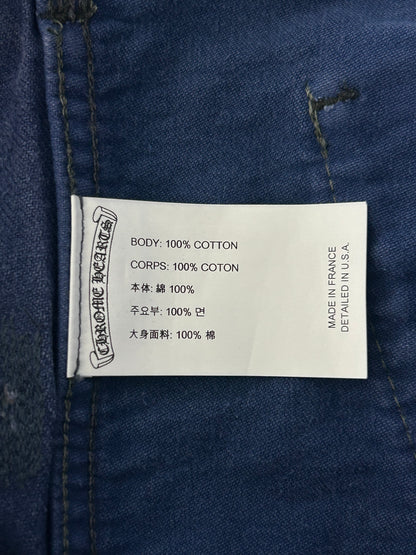 CHROME HEARTS
BODY: 100% COTTON
CORPS: 100% COTON
本体: 綿 100%
주요부: 100% 면
大身面料: 100% 棉
MADE IN FRANCE
DETAILED IN U.S.A.